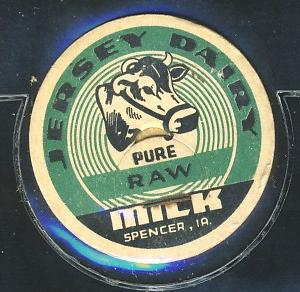 JERSEY DAIRY
PURE
RAW
MILK
SPENCER, IA.